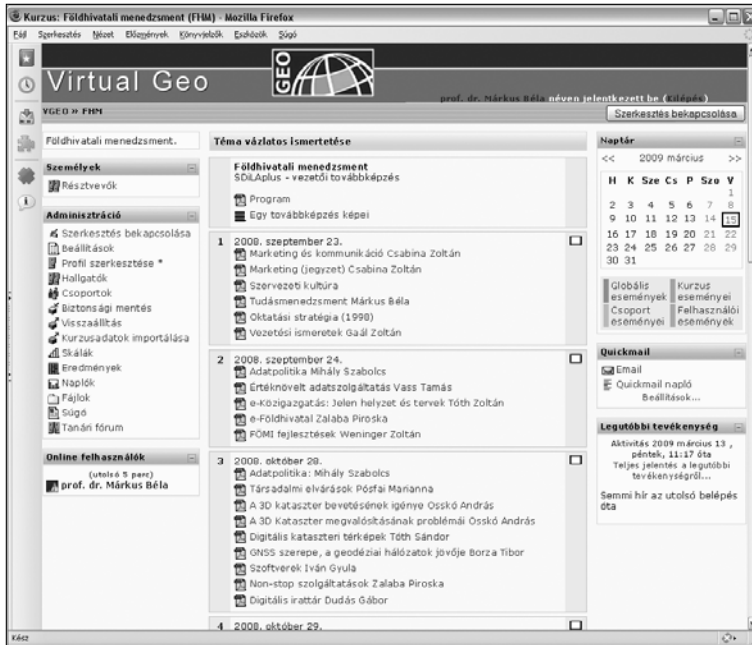 Kurzus: Földhivatali menedzsment (FHM) - Mozilla Firefox
Fájl Szerkesztés Nézet Előzmények Könyvjelzők Eszközök Súgó
Virtual Geo
GEO
prof. dr. Márkus Béla néven jelentkezett be (Kilépés)
VGEO » FHM
Szerkesztés bekapcsolása
Földhivatali menedzsment.
Személyek
Résztvevők
Adminisztráció
Szerkesztés bekapcsolása
Beállítások
Profil szerkesztése *
Hallgatók
Csoportok
Biztonsági mentés
Visszaállítás
Kurzusadatok importálása
Skálák
Eredmények
Naplók
Fájlok
Súgó
Tanári fórum
Online felhasználók
(utolsó 5 perc)
prof. dr. Márkus Béla
Téma vázlatos ismertetése
Földhivatali menedzsment
SDiLAplus - vezetői továbbképzés
Program
Egy továbbképzés képei
1 2008. szeptember 23.
Marketing és kommunikáció Csabina Zoltán
Marketing (jegyzet) Csabina Zoltán
Szervezeti kultúra
Tudásmenedzsment Márkus Béla
Oktatási stratégia (1998)
Vezetési ismeretek Gaál Zoltán
2 2008. szeptember 24.
Adatpolitika Mihály Szabolcs
Értéknövelt adatszolgáltatás Vass Tamás
e-Közigazgatás: Jelen helyzet és tervek Tóth Zoltán
e-Földhivatal Zalaba Piroska
FÖMI fejlesztések Weninger Zoltán
3 2008. október 28.
Adatpolitika: Mihály Szabolcs
Társadalmi elvárások Pósfai Marianna
A 3D kataszter bevetésének igénye Osskó András
A 3D Kataszter megvalósításának problémái Osskó András
Digitális kataszteri térképek Tóth Sándor
GNSS szerepe, a geodéziai hálózatok jövője Borza Tibor
Szoftverek Iván Gyula
Non-stop szolgáltatások Zalaba Piroska
Digitális irattár Dudás Gábor
4 2008. október 29.
Naptár
<< 2009 március >>
H K Sze Cs P Szo V
1
2 3 4 5 6 7 8
9 10 11 12 13 14 15
16 17 18 19 20 21 22
23 24 25 26 27 28 29
30 31
Globális események
Kurzus eseményei
Csoport eseményei
Felhasználói események
Quickmail
Email
Quickmail napló
Beállítások...
Legutóbbi tevékenység
Aktivitás 2009 március 13 ,
péntek, 11:17 óta
Teljes jelentés a legutóbbi
tevékenységről...
Semmi hír az utolsó belépés
óta
Kész